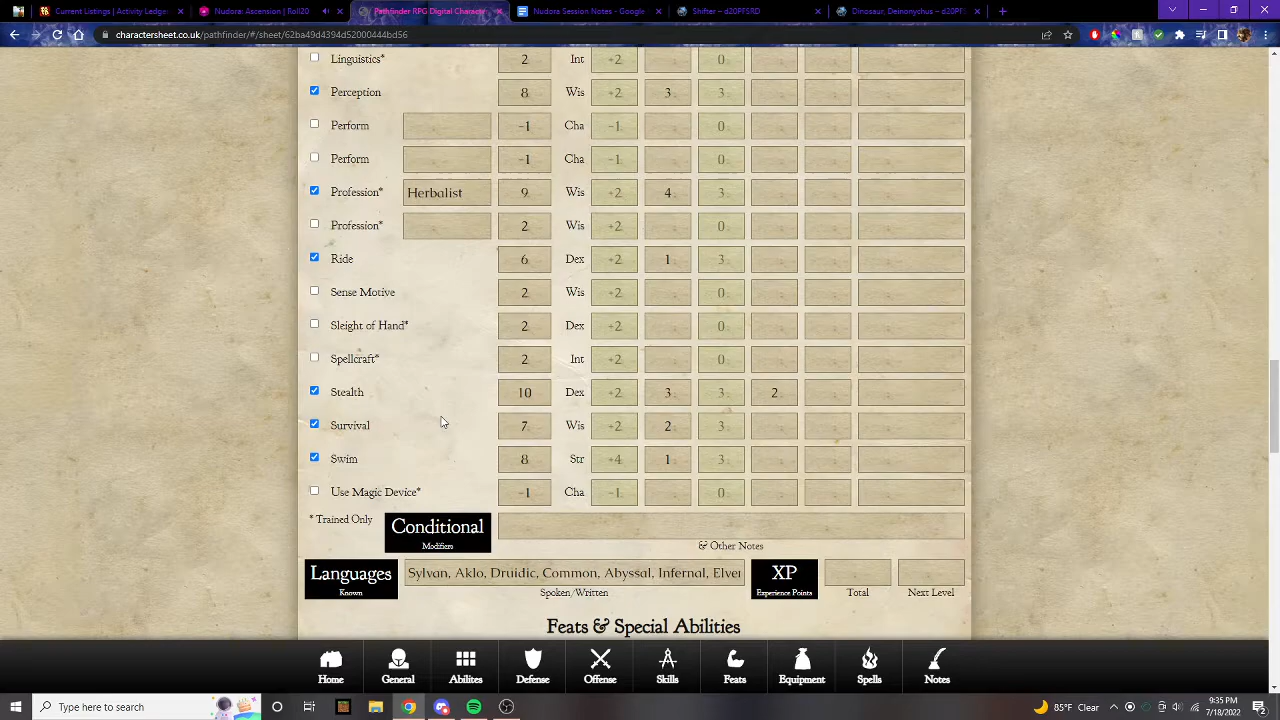 Current Listings | Activity Ledge
Nudora: Ascension | Roll20
Pathfinder RPG Digital Charact
Nudora Session Notes - Google
Shifter – d20PFSRD
Dinosaur, Deinonychus – d20PF
charactersheet.co.uk/pathfinder/#/sheet/62ba49d4394d52000444bd56
Linguistics* 2 Int +2 0
Perception 8 Wis +2 3 3
Perform -1 Cha -1 0
Perform -1 Cha -1 0
Profession* Herbalist 9 Wis +2 4 3
Profession* 2 Wis +2 0
Ride 6 Dex +2 1 3
Sense Motive 2 Wis +2 0
Sleight of Hand* 2 Dex +2 0
Spellcraft* 2 Int +2 0
Stealth 10 Dex +2 3 3 2
Survival 7 Wis +2 2 3
Swim 8 Str +4 1 3
Use Magic Device* -1 Cha -1 0
* Trained Only
Conditional
Modifiers
& Other Notes
Languages
Known
Sylvan, Aklo, Druidic, Common, Abyssal, Infernal, Elven
Spoken/Written
XP
Experience Points
Total
Next Level
Feats & Special Abilities
Home General Abilites Defense Offense Skills Feats Equipment Spells Notes
Type here to search
85°F Clear
9:35 PM
7/18/2022